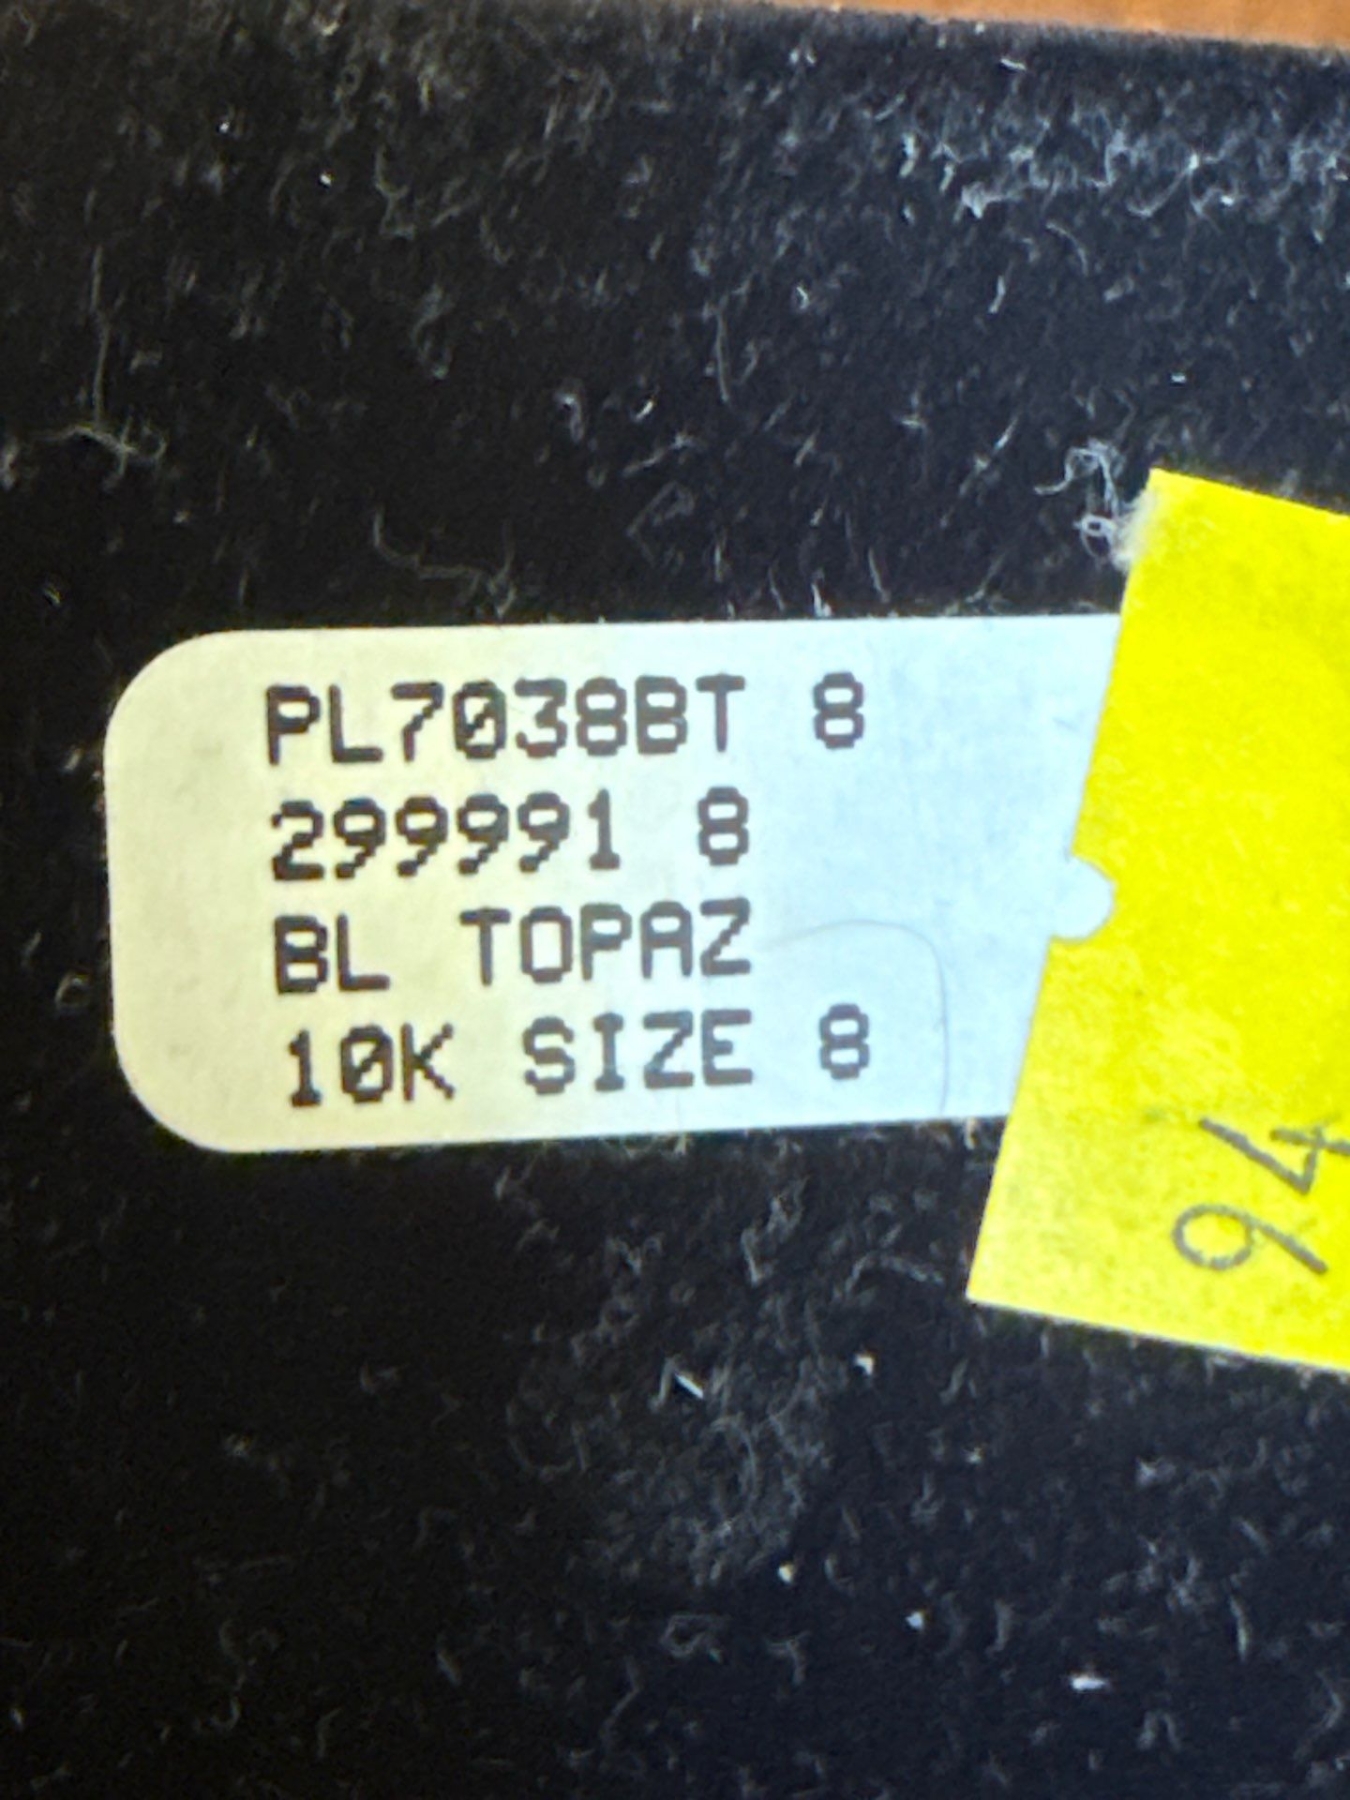 PL7038BT 8
299991 8
BL TOPAZ
10K SIZE 8
94